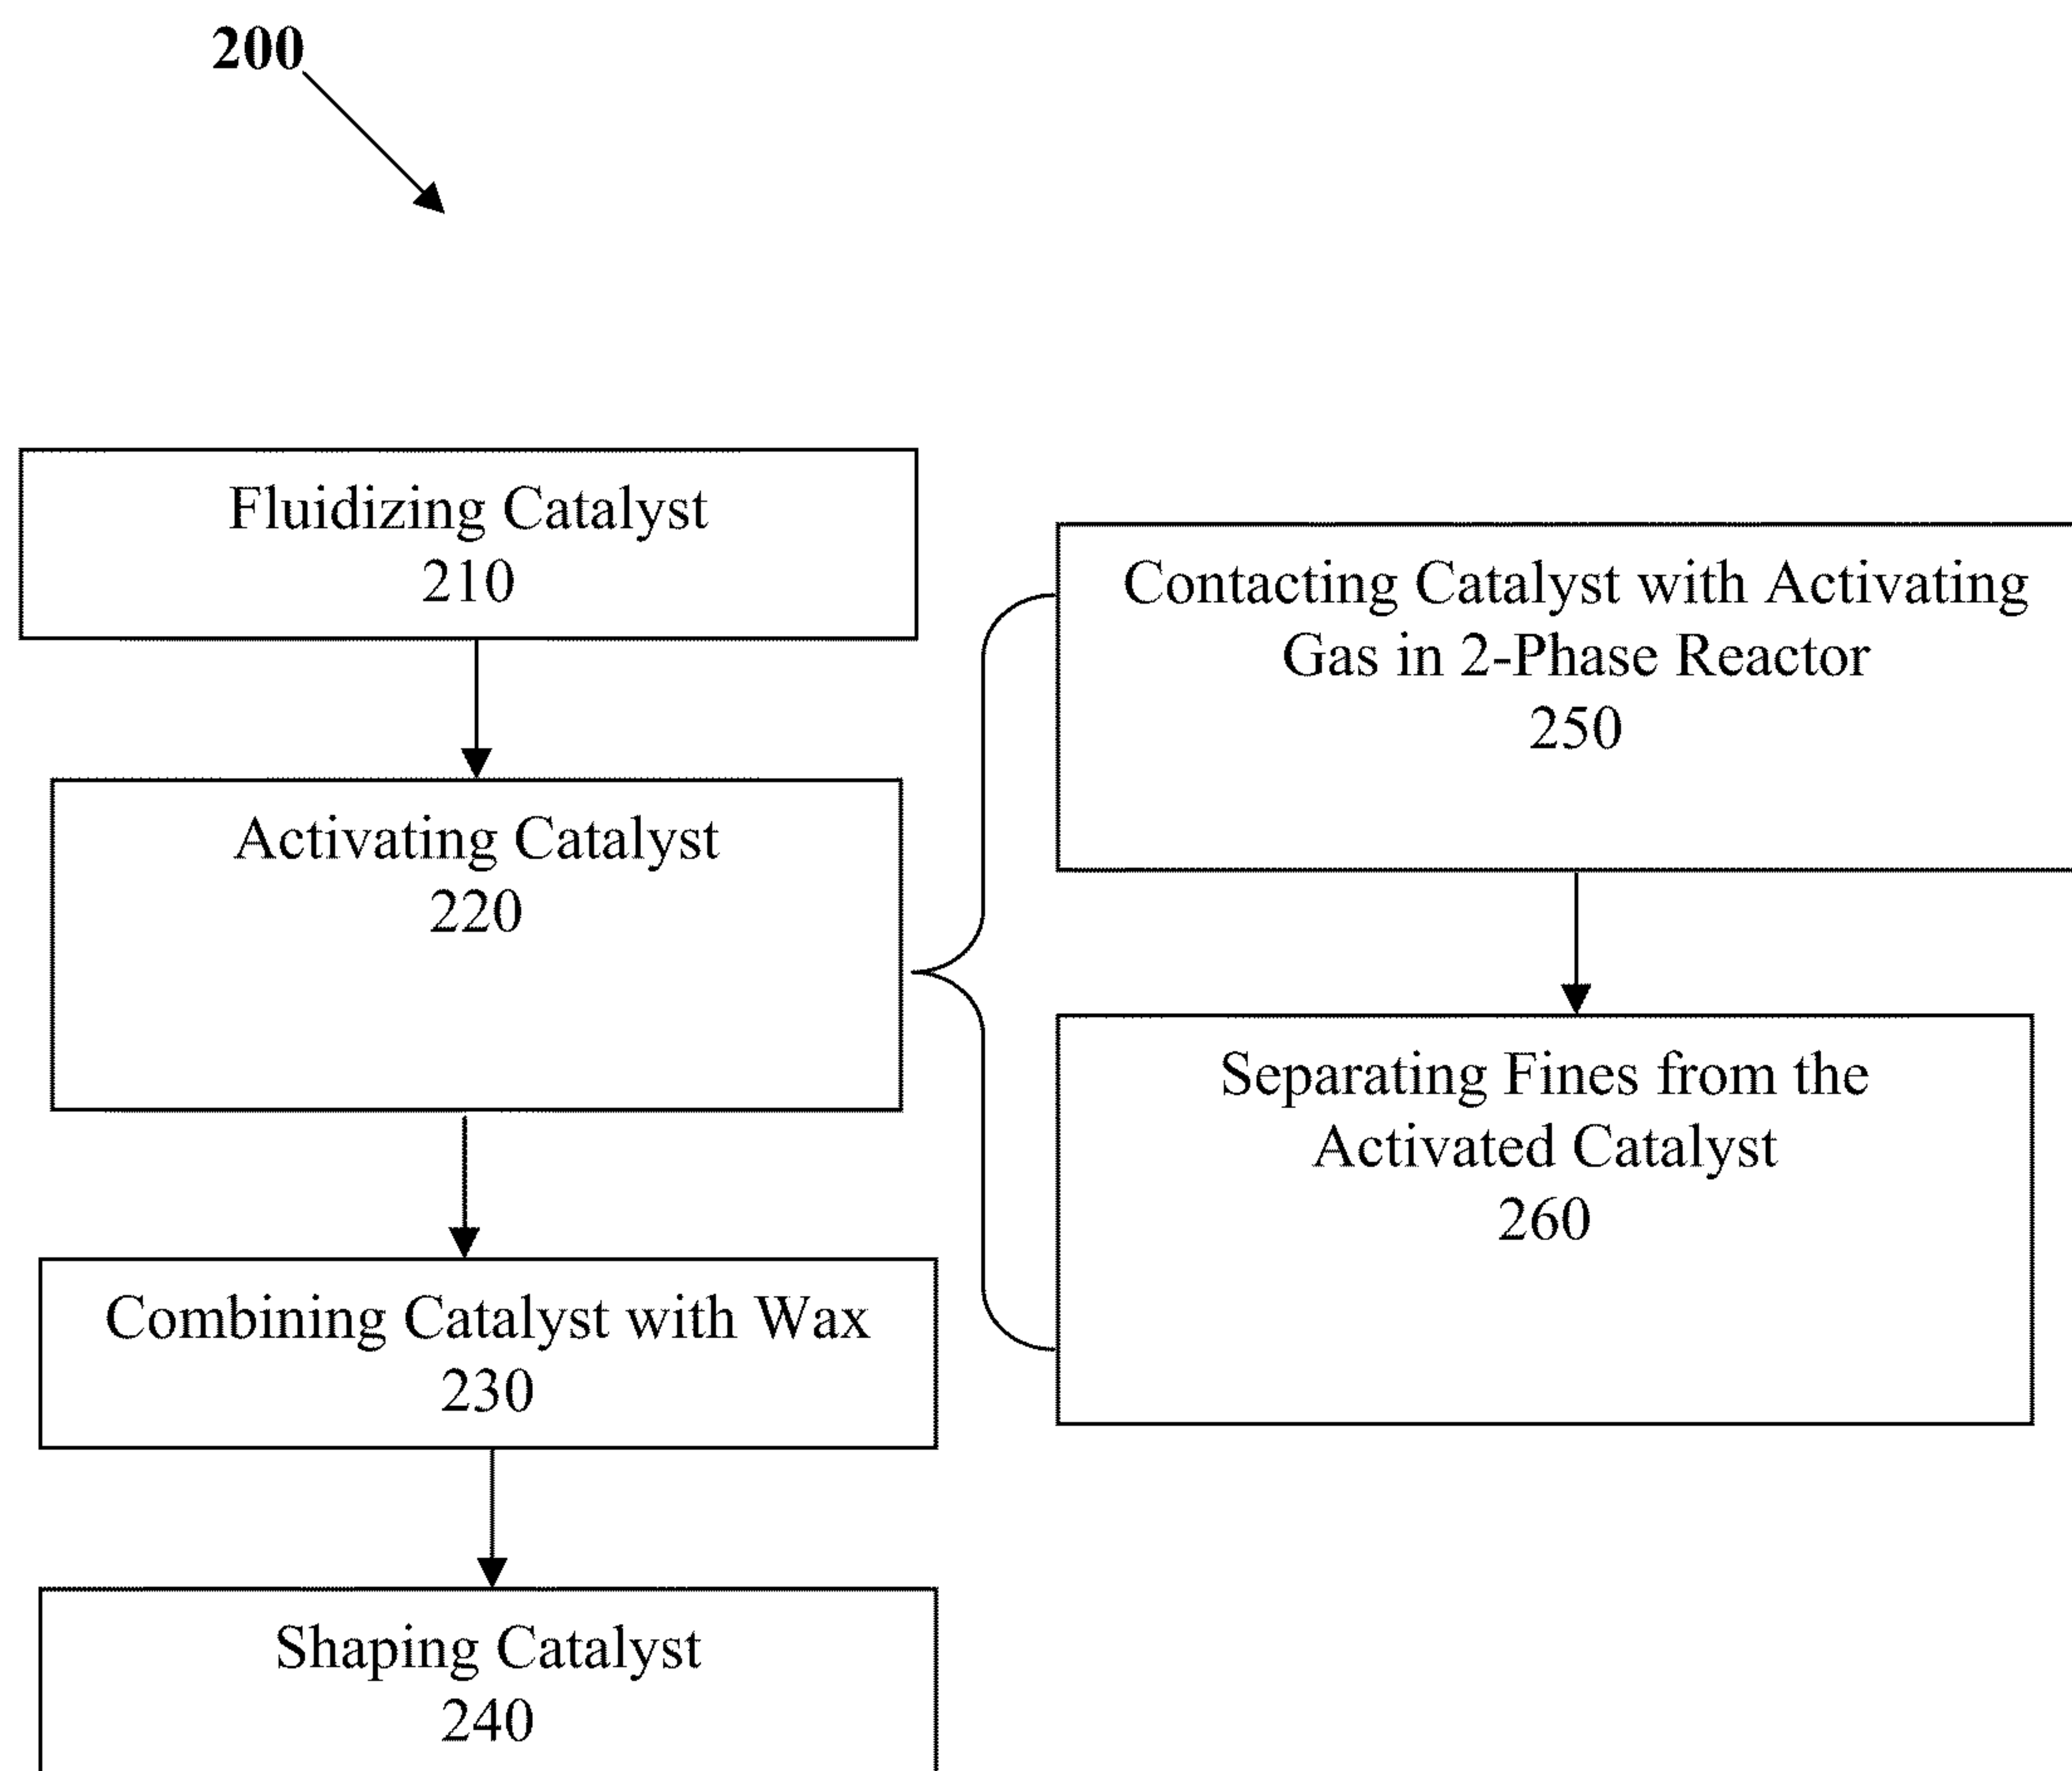 200
Fluidizing Catalyst
210
Activating Catalyst
220
Combining Catalyst with Wax
230
Shaping Catalyst
240
Contacting Catalyst with Activating
Gas in 2-Phase Reactor
250
Separating Fines from the
Activated Catalyst
260